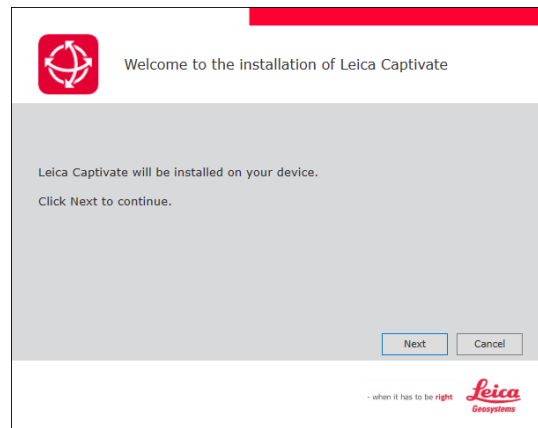 Welcome to the installation of Leica Captivate
Leica Captivate will be installed on your device.
Click Next to continue.
Next
Cancel
- when it has to be right
Leica
Geosystems